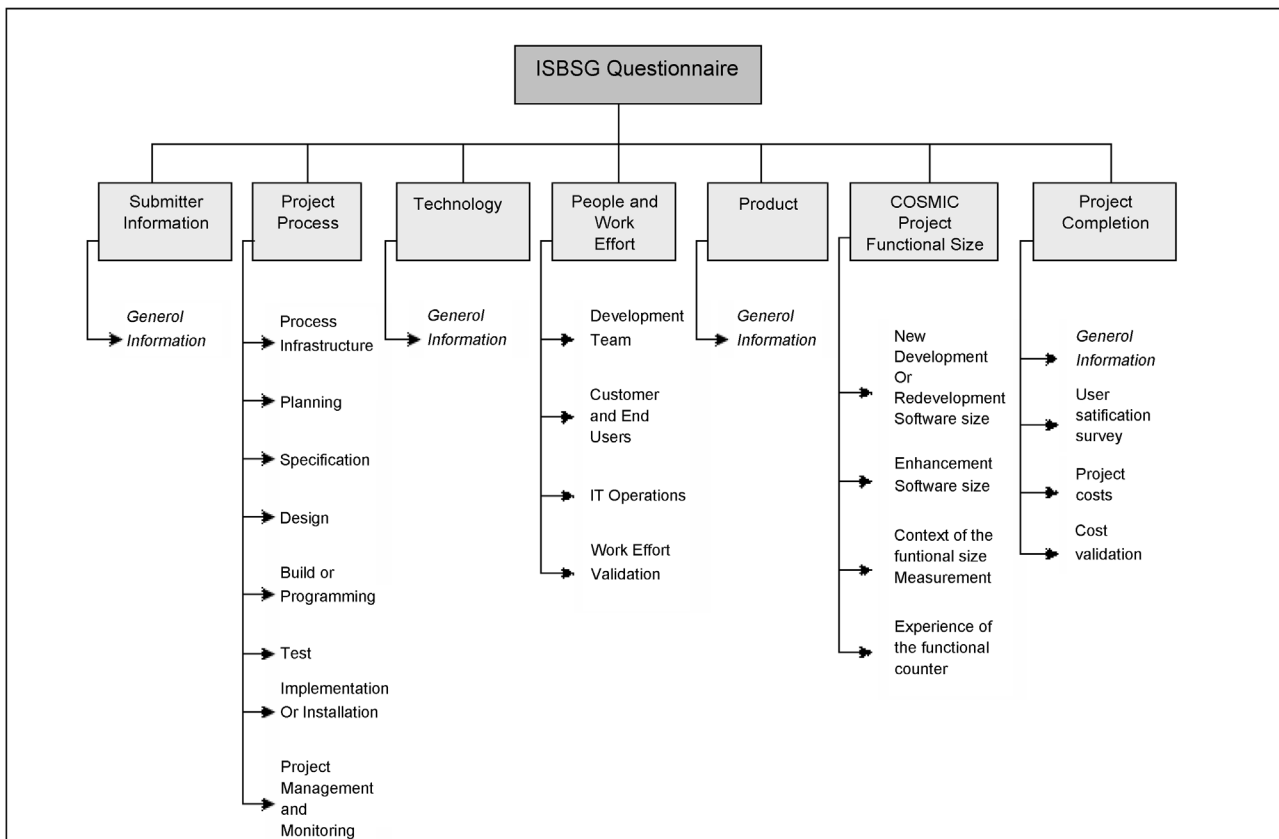 ISBSG Questionnaire
Submitter
Information
Generol
Information
Project
Process
Process
Infrastructure
Planning
Specification
Design
Build or
Programming
Test
Implementation
Or Installation
Project
Management
and
Monitoring
Technology
Generol
Information
People and
Work
Effort
Development
Team
Customer
and End
Users
IT Operations
Work Effort
Validation
Product
Generol
Information
COSMIC
Project
Functional Size
New
Development
Or
Redevelopment
Software size
Enhancement
Software size
Context of the
funtional size
Measurement
Experience of
the functional
counter
Project
Completion
Generol
Information
User
satification
survey
Project
costs
Cost
validation